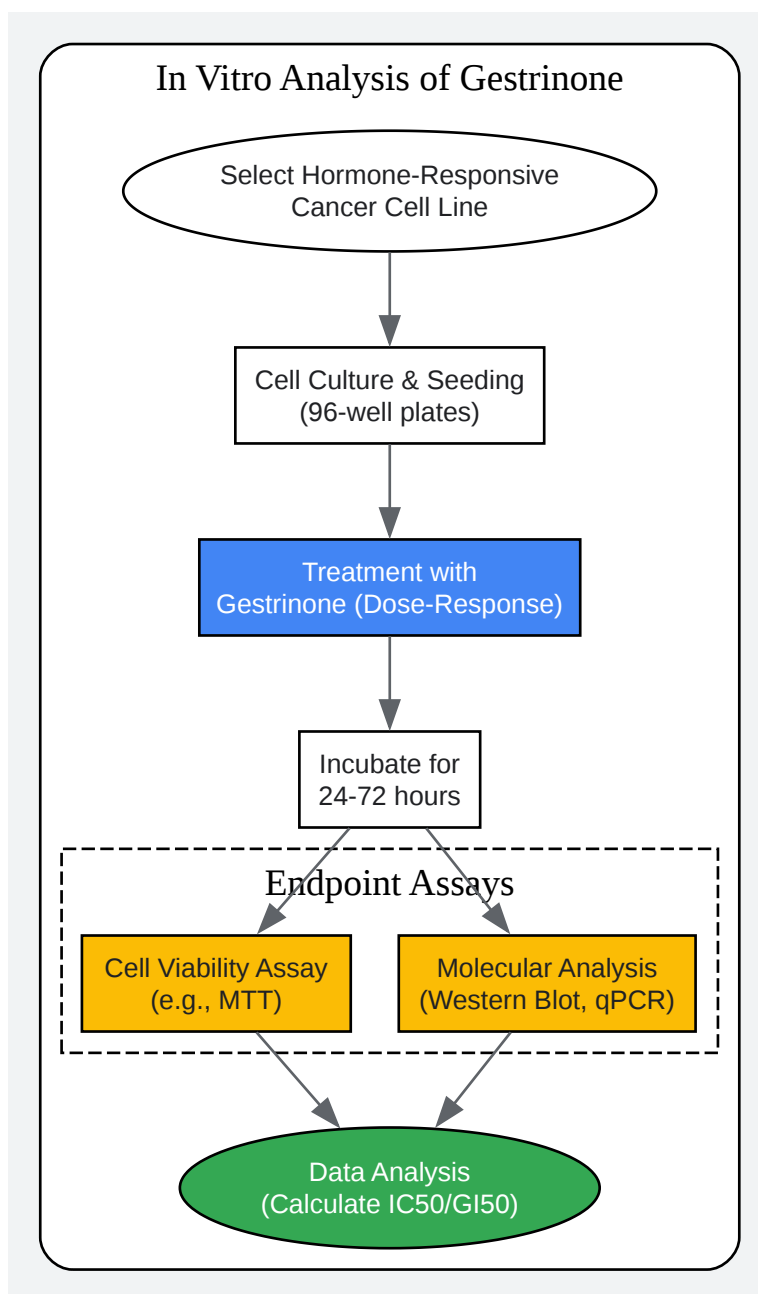 In Vitro Analysis of Gestrinone
Select Hormone-Responsive
Cancer Cell Line
Cell Culture & Seeding
(96-well plates)
Treatment with
Gestrinone (Dose-Response)
Incubate for
24-72 hours
Endpoint Assays
Cell Viability Assay
(e.g., MTT)
Molecular Analysis
(Western Blot, qPCR)
Data Analysis
(Calculate IC50/GI50)